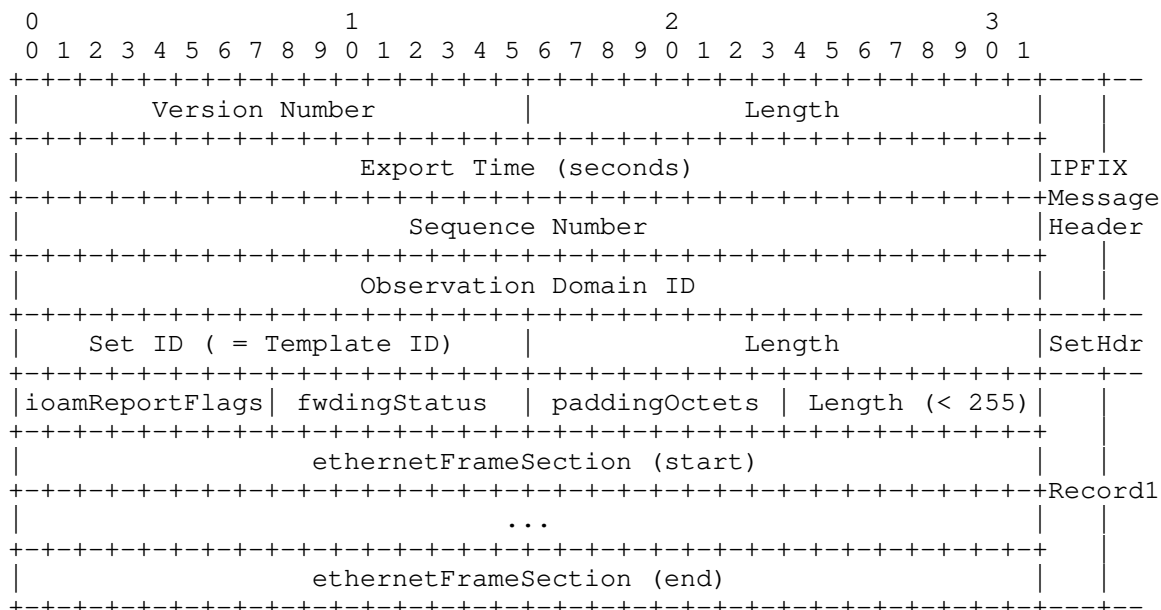 0                   1                   2                   3
 0 1 2 3 4 5 6 7 8 9 0 1 2 3 4 5 6 7 8 9 0 1 2 3 4 5 6 7 8 9 0 1
+-+-+-+-+-+-+-+-+-+-+-+-+-+-+-+-+-+-+-+-+-+-+-+-+-+-+-+-+-+-+-+-+---+--
|        Version Number         |             Length            |   |
+-+-+-+-+-+-+-+-+-+-+-+-+-+-+-+-+-+-+-+-+-+-+-+-+-+-+-+-+-+-+-+-+   |
|                     Export Time (seconds)                     |IPFIX
+-+-+-+-+-+-+-+-+-+-+-+-+-+-+-+-+-+-+-+-+-+-+-+-+-+-+-+-+-+-+-+-+Message
|                        Sequence Number                        |Header
+-+-+-+-+-+-+-+-+-+-+-+-+-+-+-+-+-+-+-+-+-+-+-+-+-+-+-+-+-+-+-+-+   |
|                     Observation Domain ID                     |   |
+-+-+-+-+-+-+-+-+-+-+-+-+-+-+-+-+-+-+-+-+-+-+-+-+-+-+-+-+-+-+-+-+---+--
|    Set ID ( = Template ID)    |             Length            |SetHdr
+-+-+-+-+-+-+-+-+-+-+-+-+-+-+-+-+-+-+-+-+-+-+-+-+-+-+-+-+-+-+-+-+---+--
|ioamReportFlags| fwdingStatus  | paddingOctets | Length (< 255)|   |
+-+-+-+-+-+-+-+-+-+-+-+-+-+-+-+-+-+-+-+-+-+-+-+-+-+-+-+-+-+-+-+-+   |
|                  ethernetFrameSection (start)                 |   |
+-+-+-+-+-+-+-+-+-+-+-+-+-+-+-+-+-+-+-+-+-+-+-+-+-+-+-+-+-+-+-+-+Record1
|                              ...                              |   |
+-+-+-+-+-+-+-+-+-+-+-+-+-+-+-+-+-+-+-+-+-+-+-+-+-+-+-+-+-+-+-+-+   |
|                  ethernetFrameSection (end)                   |   |
+-+-+-+-+-+-+-+-+-+-+-+-+-+-+-+-+-+-+-+-+-+-+-+-+-+-+-+-+-+-+-+-+---+--